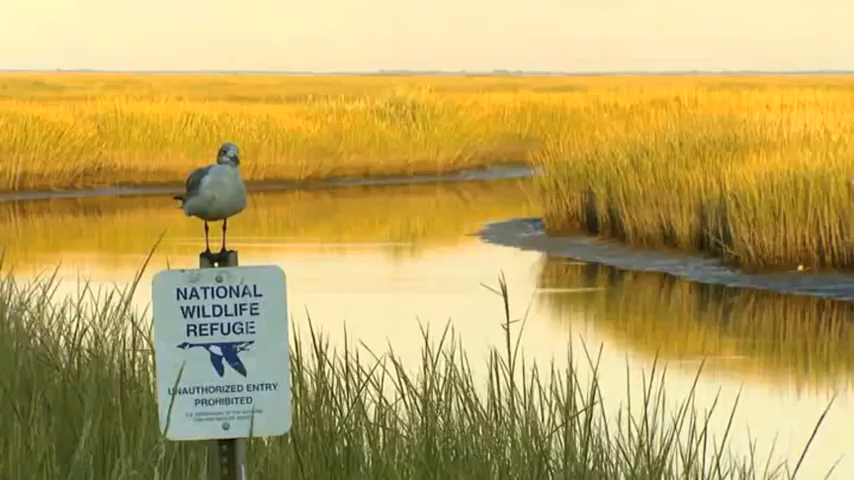 NATIONAL
WILDLIFE
REFUGE
UNAUTHORIZED ENTRY
PROHIBITED